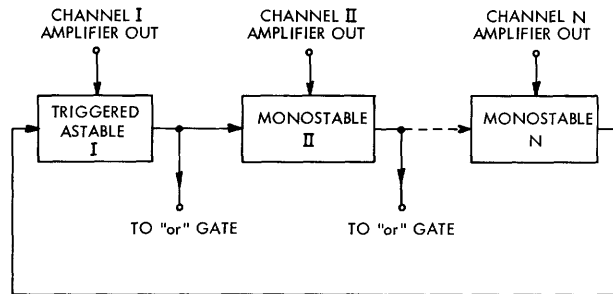 CHANNEL I
AMPLIFIER OUT
CHANNEL II
AMPLIFIER OUT
CHANNEL N
AMPLIFIER OUT
TRIGGERED
ASTABLE
I
MONOSTABLE
II
MONOSTABLE
N
TO "or" GATE
TO "or" GATE